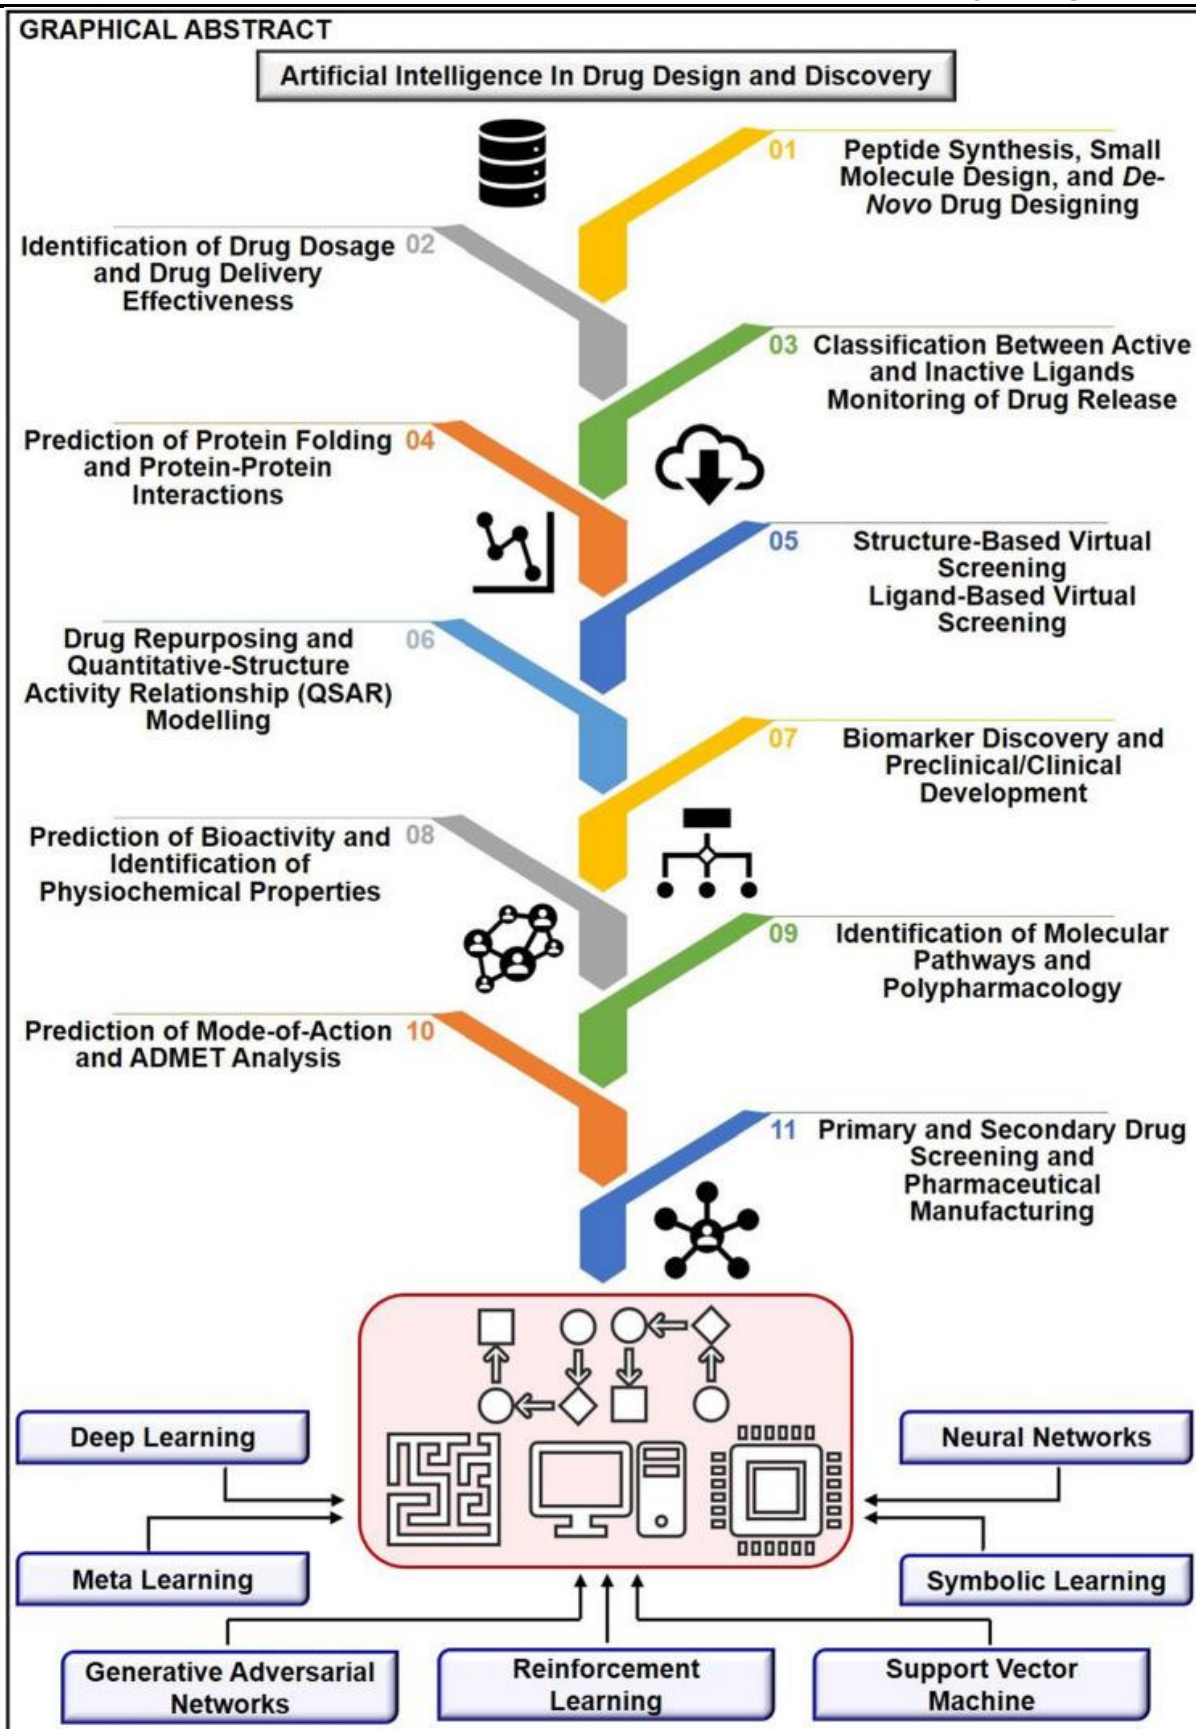 GRAPHICAL ABSTRACT
Artificial Intelligence In Drug Design and Discovery
01
Peptide Synthesis, Small
Molecule Design, and De-
Novo Drug Designing
02
Identification of Drug Dosage
and Drug Delivery
Effectiveness
03
Classification Between Active
and Inactive Ligands
Monitoring of Drug Release
04
Prediction of Protein Folding
and Protein-Protein
Interactions
05
Structure-Based Virtual
Screening
Ligand-Based Virtual
Screening
06
Drug Repurposing and
Quantitative-Structure
Activity Relationship (QSAR)
Modelling
07
Biomarker Discovery and
Preclinical/Clinical
Development
08
Prediction of Bioactivity and
Identification of
Physiochemical Properties
09
Identification of Molecular
Pathways and
Polypharmacology
10
Prediction of Mode-of-Action
and ADMET Analysis
11
Primary and Secondary Drug
Screening and
Pharmaceutical
Manufacturing
Deep Learning
Neural Networks
Meta Learning
Symbolic Learning
Generative Adversarial
Networks
Reinforcement
Learning
Support Vector
Machine